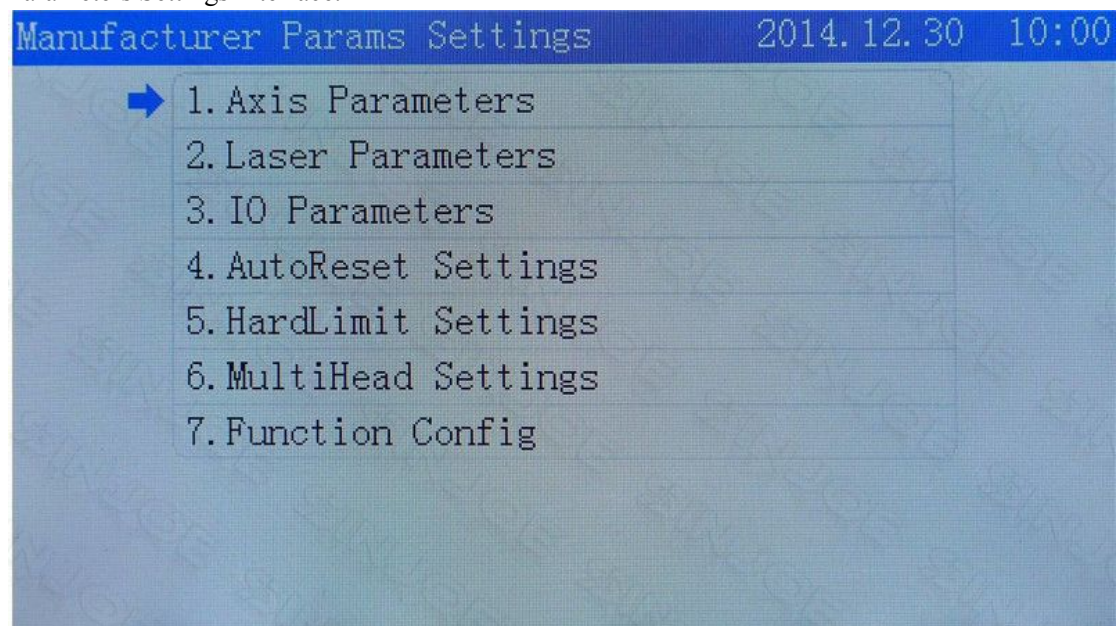 Manufacturer Params Settings 2014.12.30 10:00
1.Axis Parameters
2.Laser Parameters
3.IO Parameters
4.AutoReset Settings
5.HardLimit Settings
6.MultiHead Settings
7.Function Config